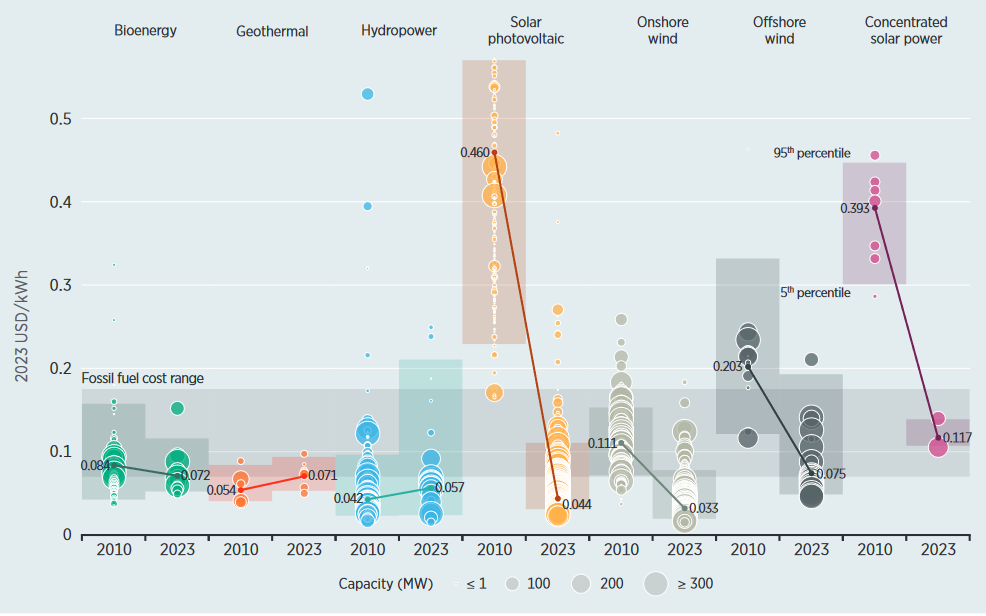 Bioenergy
Geothermal
Hydropower
Solar
photovoltaic
Onshore
wind
Offshore
wind
Concentrated
solar power
2023 USD/kWh
0.5
0.4
0.3
0.2
0.1
0
Fossil fuel cost range
95th percentile
5th percentile
0.084
0.072
0.054
0.071
0.042
0.057
0.460
0.044
0.111
0.033
0.203
0.075
0.393
0.117
2010 2023 2010 2023 2010 2023 2010 2023 2010 2023 2010 2023 2010 2023
Capacity (MW) ≤ 1 100 200 ≥ 300